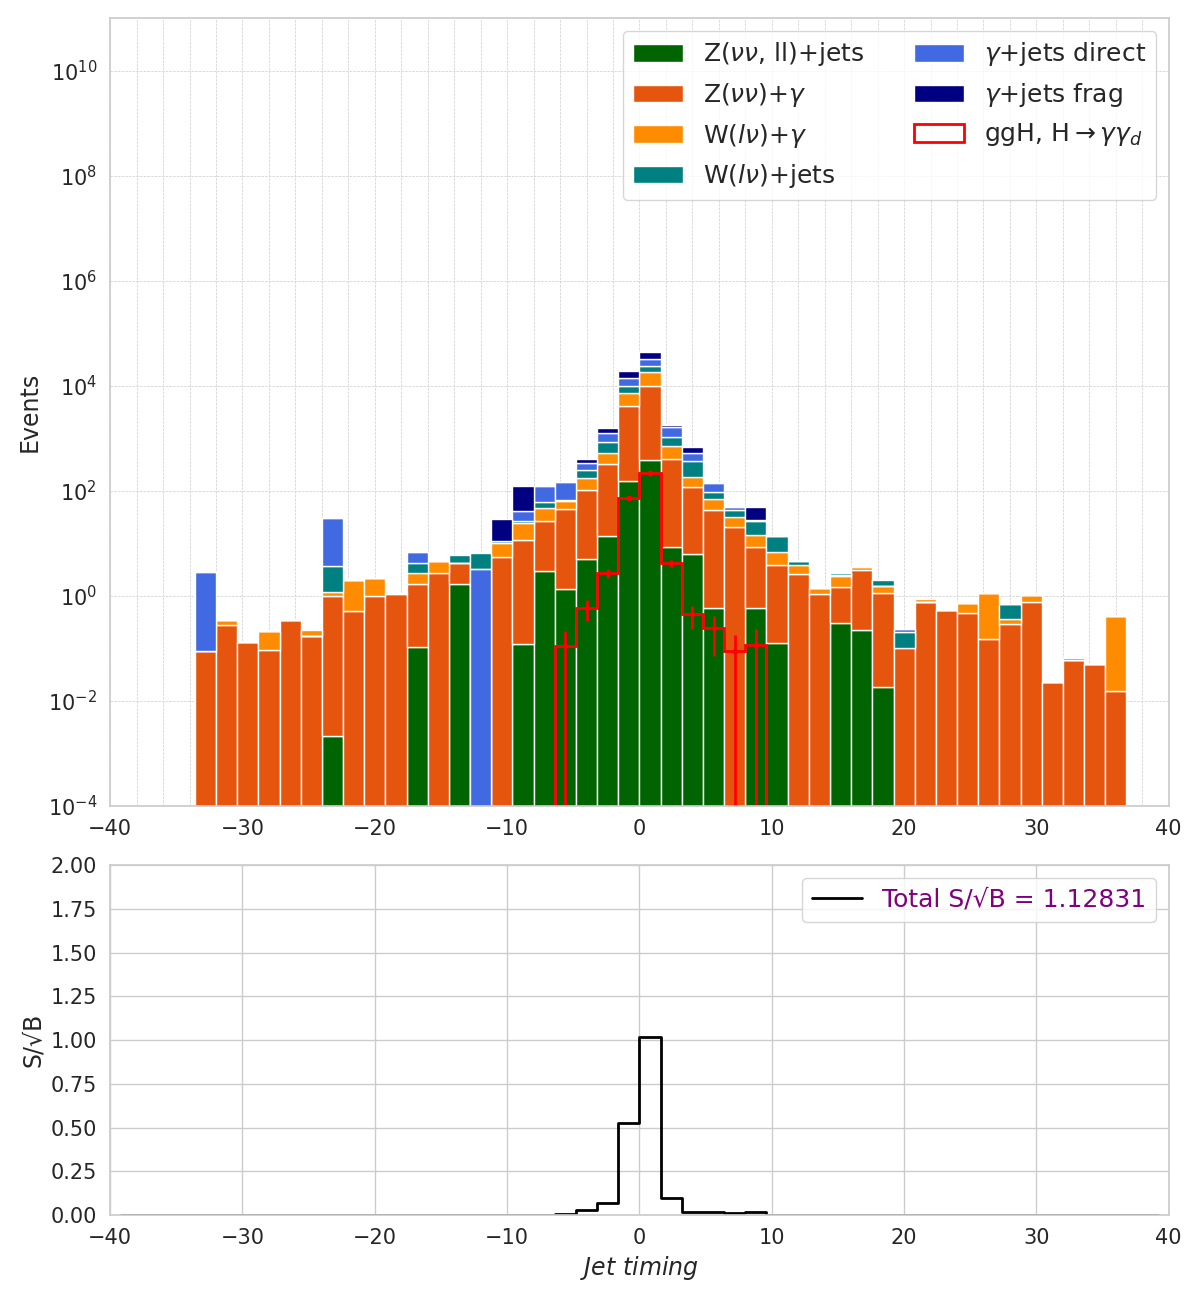 Z(νν, ll)+jets
Z(νν)+γ
W(lν)+γ
W(lν)+jets
γ+jets direct
γ+jets frag
ggH, H→γγ_d
Events
10^10
10^8
10^6
10^4
10^2
10^0
10^−2
10^−4
−40 −30 −20 −10 0 10 20 30 40
Total S/√B = 1.12831
S/√B
2.00
1.75
1.50
1.25
1.00
0.75
0.50
0.25
0.00
−40 −30 −20 −10 0 10 20 30 40
Jet timing